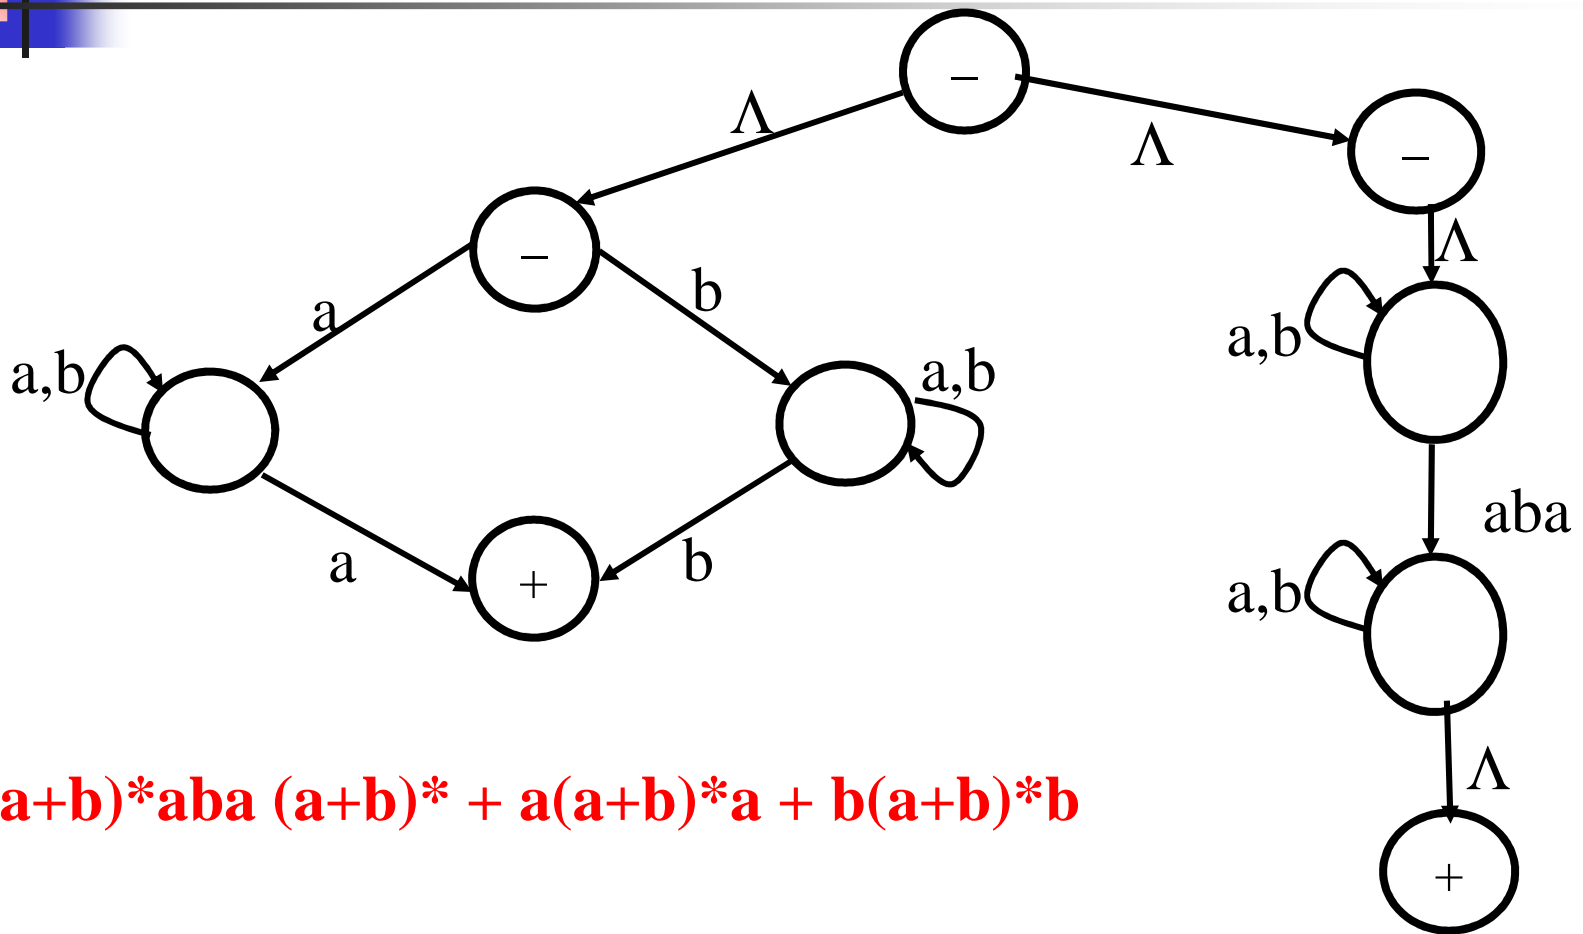 −
Λ
Λ
−
−
Λ
a
b
a,b
a,b
a,b
aba
a
b
+
a,b
Λ
a+b)*aba (a+b)* + a(a+b)*a + b(a+b)*b
+